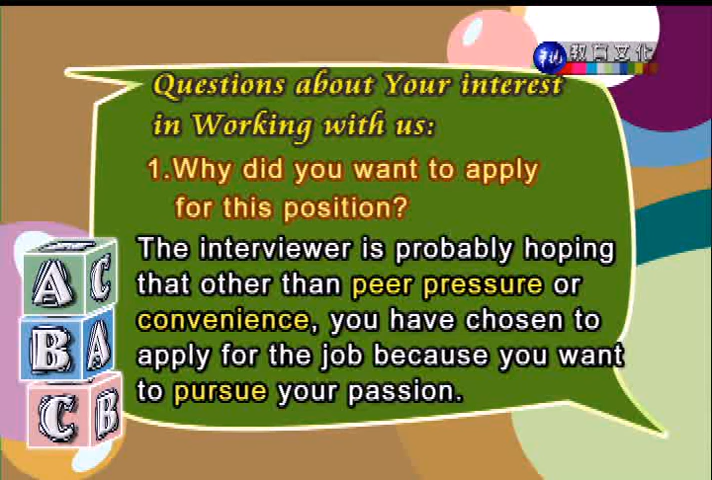 華視
教育文化
Questions about Your interest
in Working with us:
1.Why did you want to apply
for this position?
The interviewer is probably hoping
that other than peer pressure or
convenience, you have chosen to
apply for the job because you want
to pursue your passion.
A
C
B
A
C
B